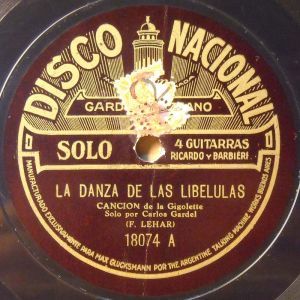 DISCO NACIONAL
SOLO
4 GUITARRAS
RICARDO Y BARBIERI
LA DANZA DE LAS LIBELULAS
CANCION de la Gigolette
Solo por Carlos Gardel
(F. LEHAR)
18074 A
MANUFACTURADO EXCLUSIVAMENTE PARA MAX GLUCKSMANN POR THE ARGENTINE TALKING MACHINE WORKS BUENOS AIRES